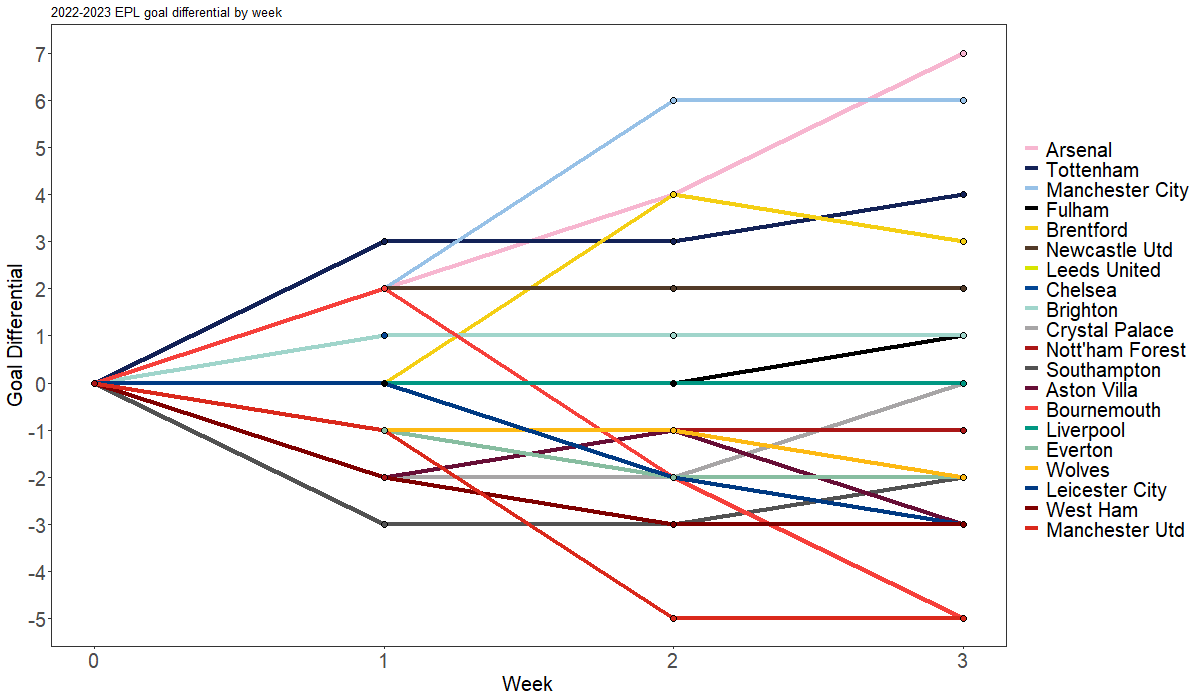 2022-2023 EPL goal differential by week
Goal Differential
7
6
5
4
3
2
1
0
-1
-2
-3
-4
-5
0 1 2 3
Week
Arsenal
Tottenham
Manchester City
Fulham
Brentford
Newcastle Utd
Leeds United
Chelsea
Brighton
Crystal Palace
Nott'ham Forest
Southampton
Aston Villa
Bournemouth
Liverpool
Everton
Wolves
Leicester City
West Ham
Manchester Utd